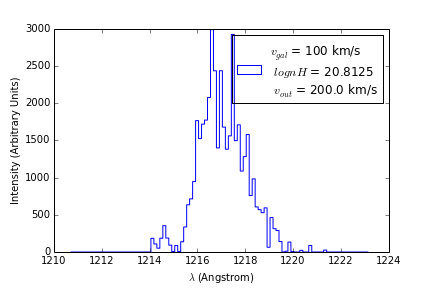 3000
2500
2000
1500
1000
500
0
Intensity (Arbitrary Units)
v_gal = 100 km/s
lognH = 20.8125
v_out = 200.0 km/s
1210 1212 1214 1216 1218 1220 1222 1224
λ (Angstrom)